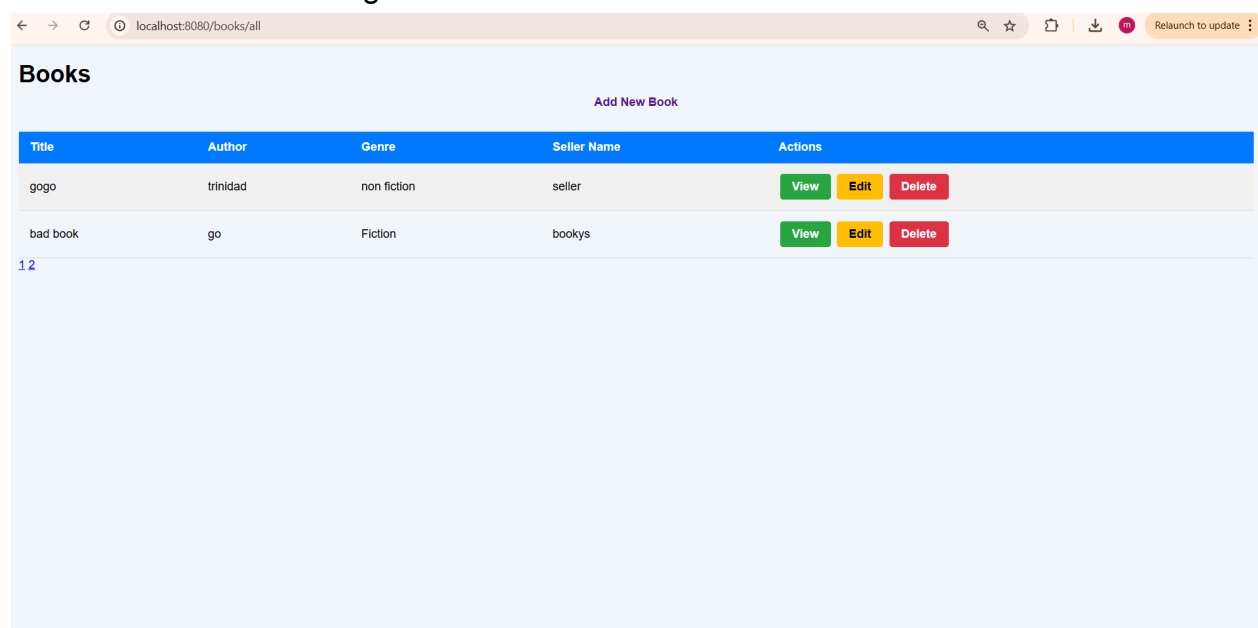 localhost:8080/books/all
m
Relaunch to update
Books
Add New Book
Title Author Genre Seller Name Actions
gogo trinidad non fiction seller View Edit Delete
bad book go Fiction bookys View Edit Delete
1 2